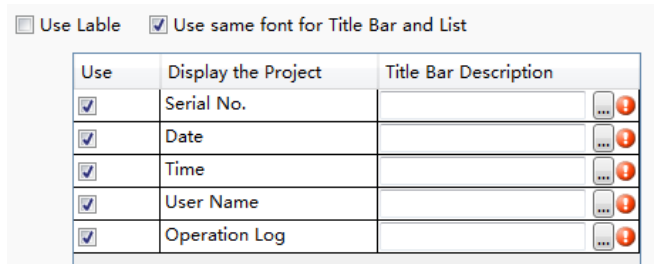 Use Lable Use same font for Title Bar and List
Use Display the Project Title Bar Description
Serial No. ...
Date ...
Time ...
User Name ...
Operation Log ...